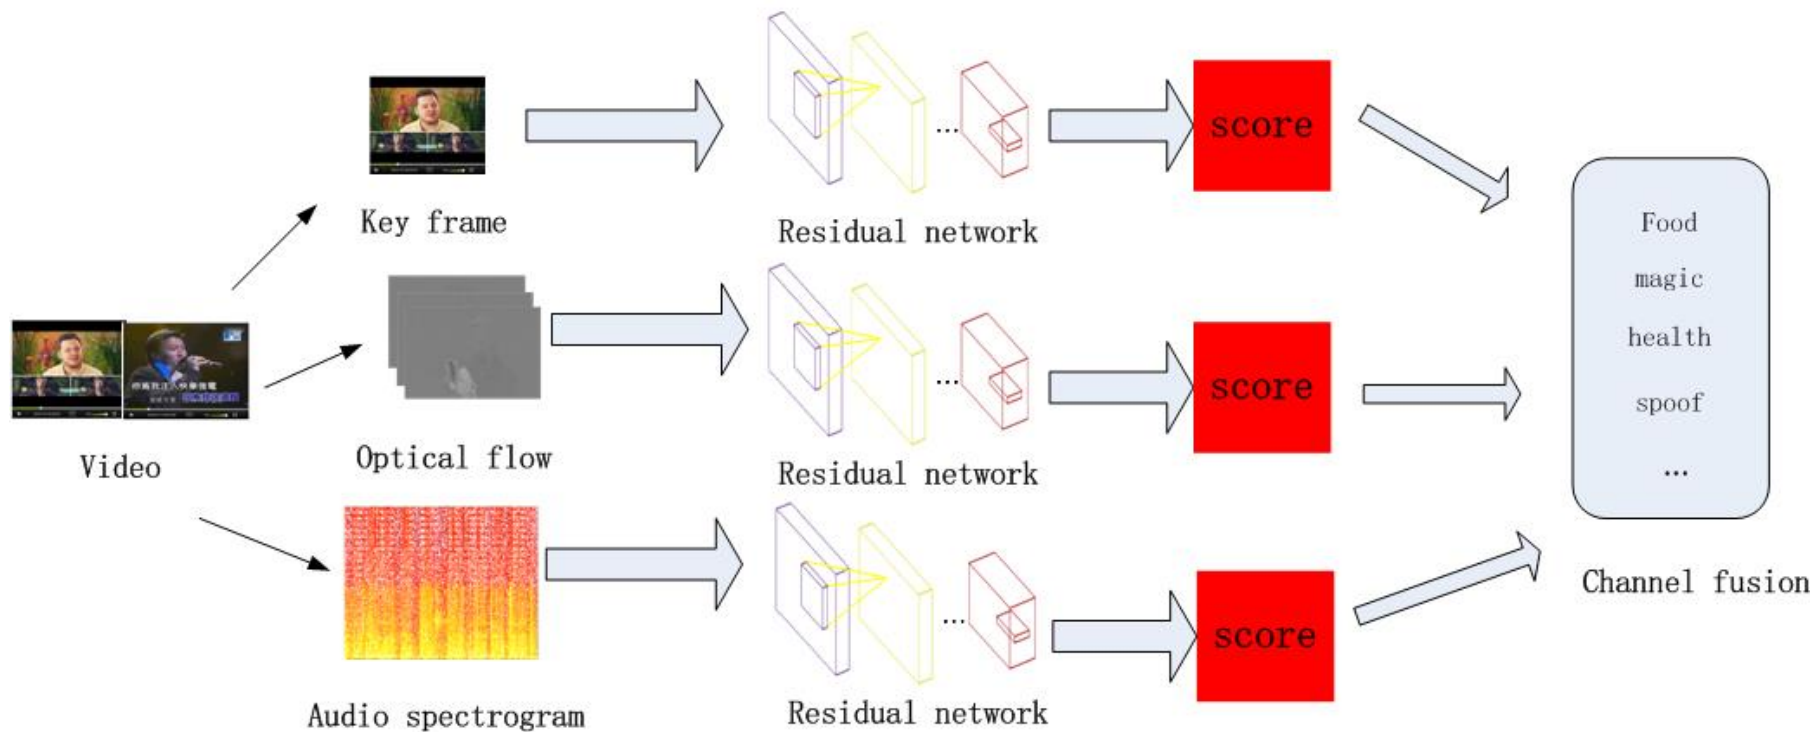 Key frame
Residual network
score
Video
Optical flow
Residual network
score
Audio spectrogram
Residual network
score
Food
magic
health
spoof
...
Channel fusion